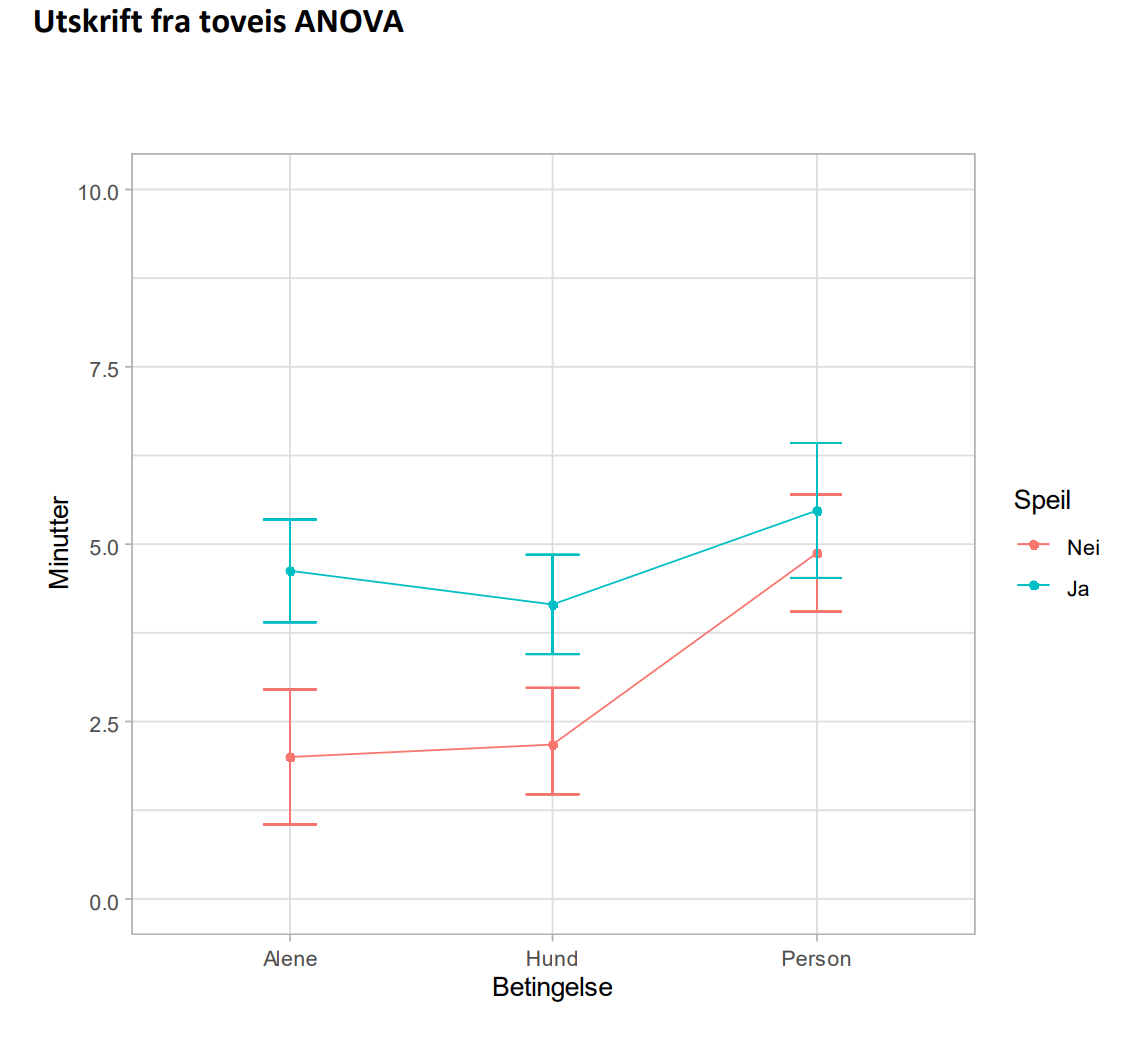 Utskrift fra toveis ANOVA
10.0
7.5
5.0
2.5
0.0
Minutter
Alene Hund Person
Betingelse
Speil
Nei
Ja